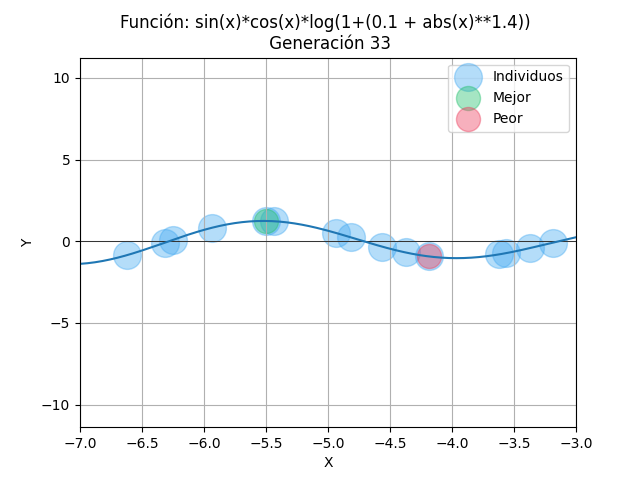 Función: sin(x)*cos(x)*log(1+(0.1 + abs(x)**1.4))
Generación 33
Individuos
Mejor
Peor
10
5
0
−5
−10
Y
−7.0
−6.5
−6.0
−5.5
−5.0
−4.5
−4.0
−3.5
−3.0
X